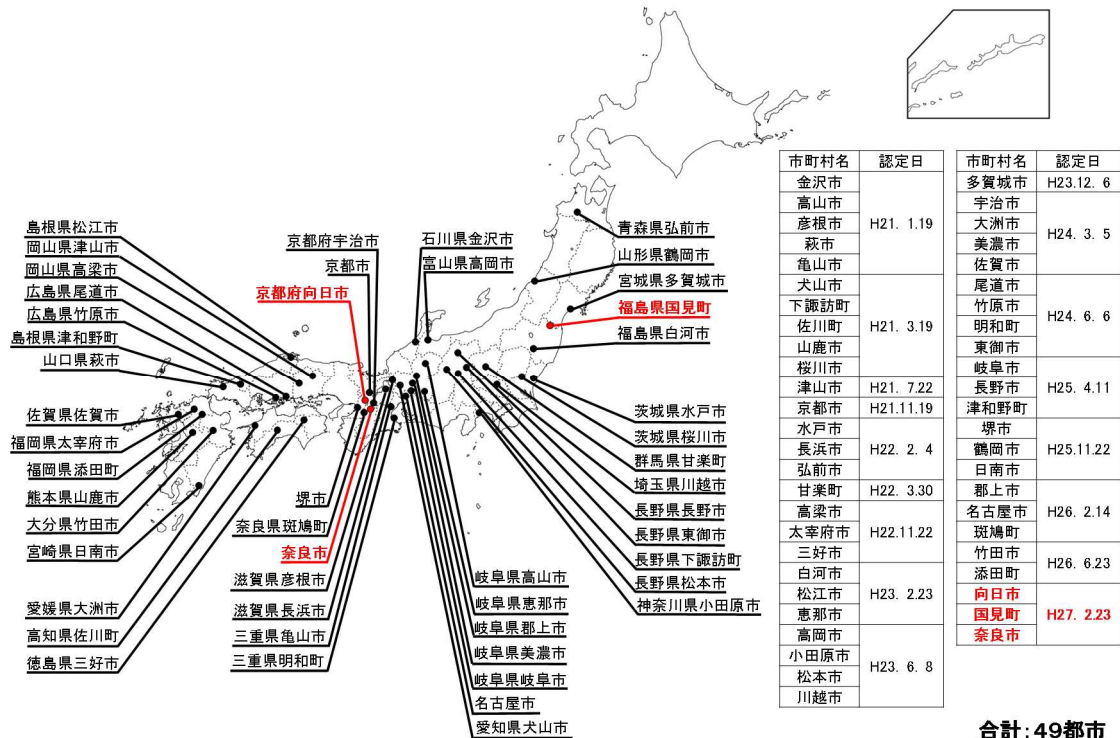 島根県松江市
岡山県津山市
岡山県高梁市
広島県尾道市
広島県竹原市
島根県津和野町
山口県萩市
佐賀県佐賀市
福岡県太宰府市
福岡県添田町
熊本県山鹿市
大分県竹田市
宮崎県日南市
愛媛県大洲市
高知県佐川町
徳島県三好市
京都府宇治市
京都市
京都府向日市
石川県金沢市
富山県高岡市
堺市
奈良県斑鳩町
奈良市
滋賀県彦根市
滋賀県長浜市
三重県亀山市
三重県明和町
青森県弘前市
山形県鶴岡市
宮城県多賀城市
福島県国見町
福島県白河市
茨城県水戸市
茨城県桜川市
群馬県甘楽町
埼玉県川越市
長野県長野市
長野県東御市
長野県下諏訪町
長野県松本市
神奈川県小田原市
岐阜県高山市
岐阜県恵那市
岐阜県郡上市
岐阜県美濃市
岐阜県岐阜市
名古屋市
愛知県犬山市
市町村名 認定日
金沢市
高山市
彦根市 H21. 1.19
萩市
亀山市
犬山市
下諏訪町
佐川町 H21. 3.19
山鹿市
桜川市
津山市 H21. 7.22
京都市 H21.11.19
水戸市
長浜市 H22. 2. 4
弘前市
甘楽町 H22. 3.30
高梁市
太宰府市 H22.11.22
三好市
白河市
松江市 H23. 2.23
恵那市
高岡市
小田原市 H23. 6. 8
松本市
川越市
市町村名 認定日
多賀城市 H23.12. 6
宇治市
大洲市 H24. 3. 5
美濃市
佐賀市
尾道市
竹原市 H24. 6. 6
明和町
東御市
岐阜市
長野市 H25. 4.11
津和野町
堺市
鶴岡市 H25.11.22
日南市
郡上市
名古屋市 H26. 2.14
斑鳩町
竹田市 H26. 6.23
添田町
向日市
国見町 H27. 2.23
奈良市
合計：49都市